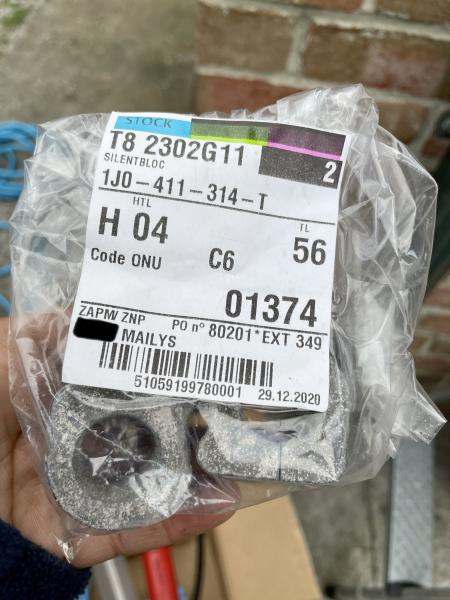 STOCK
T8 2302G11
SILENTBLOC
2
1J0-411-314-T
HTL
TL
H 04
56
Code ONU
C6
01374
ZAPM/ ZNP
PO n° 80201*EXT 349
MAILYS
51059199780001
29.12.2020